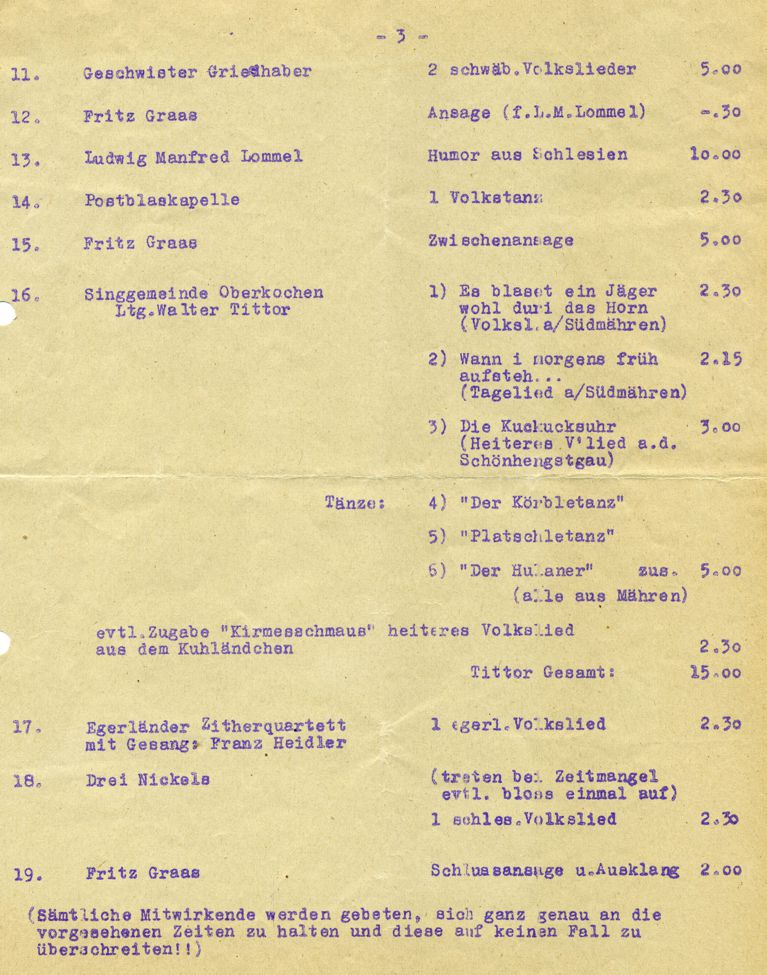 - 3 -
11. Geschwister Grieshaber 2 schwäb.Volkslieder 5.00
12. Fritz Graas Ansage (f.L.M.Lommel) -.30
13. Ludwig Manfred Lommel Humor aus Schlesien 10.00
14. Postblaskapelle 1 Volkstanz 2.30
15. Fritz Graas Zwischenansage 5.00
16. Singgemeinde Oberkochen 1) Es blaset ein Jäger 2.30
Ltg.Walter Tittor wohl durch das Horn
(Volksl.a/Südmähren)
2) Wann i morgens früh 2.15
aufsteh...
(Tagelied a/Südmähren)
3) Die Kuckucksuhr 3.00
(Heiteres V'lied a.d.
Schönhengstgau)
Tänze: 4) "Der Körbletanz"
5) "Platschletanz"
6) "Der Hulaner" zus. 5.00
(alle aus Mähren)
evtl.Zugabe "Kirmesschmaus" heiteres Volkslied
aus dem Kuhländchen 2.30
Tittor Gesamt: 15.00
17. Egerländer Zitherquartett 1 egerl.Volkslied 2.30
mit Gesang: Franz Heidler
18. Drei Nickels (treten bei Zeitmangel
evtl. bloss einmal auf)
1 schles.Volkslied 2.30
19. Fritz Graas Schlussansage u.Ausklang 2.00
(Sämtliche Mitwirkende werden gebeten, sich ganz genau an die
vorgesehenen Zeiten zu halten und diese auf keinen Fall zu
überschreiten!!)